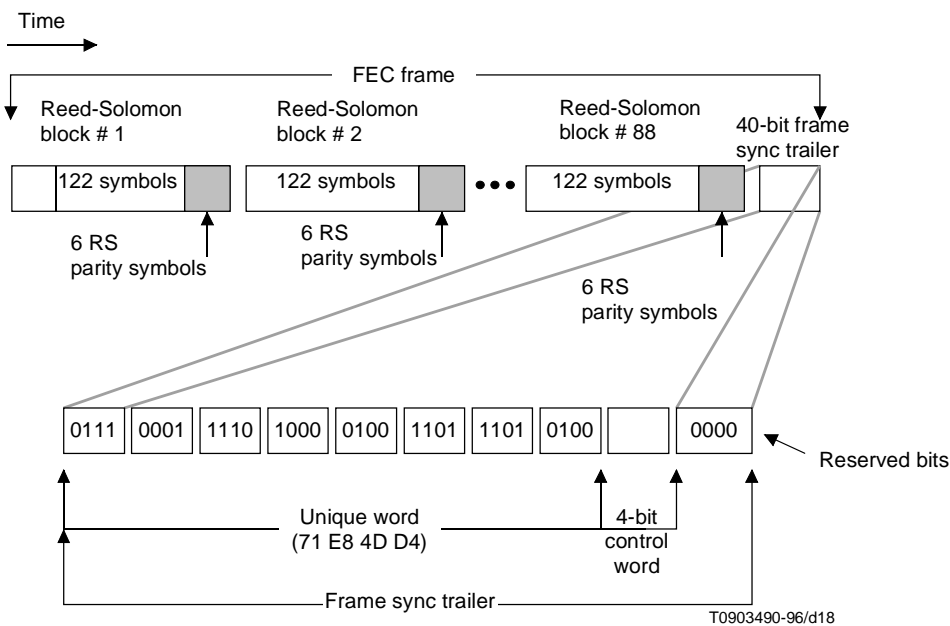 Time
FEC frame
Reed-Solomon
block # 1
Reed-Solomon
block # 2
Reed-Solomon
block # 88
40-bit frame
sync trailer
122 symbols
122 symbols
122 symbols
6 RS
parity symbols
6 RS
parity symbols
6 RS
parity symbols
0111 0001 1110 1000 0100 1101 1101 0100 0000
Reserved bits
Unique word
(71 E8 4D D4)
4-bit
control
word
Frame sync trailer
T0903490-96/d18